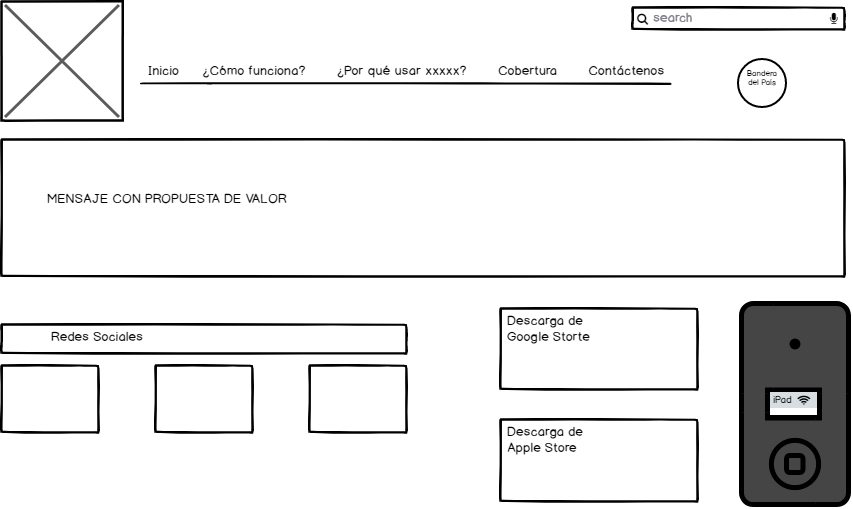 search
Inicio ¿Cómo funciona? ¿Por qué usar xxxxx? Cobertura Contáctenos
Bandera
del País
MENSAJE CON PROPUESTA DE VALOR
Redes Sociales
Descarga de
Google Storte
Descarga de
Apple Store
iPad